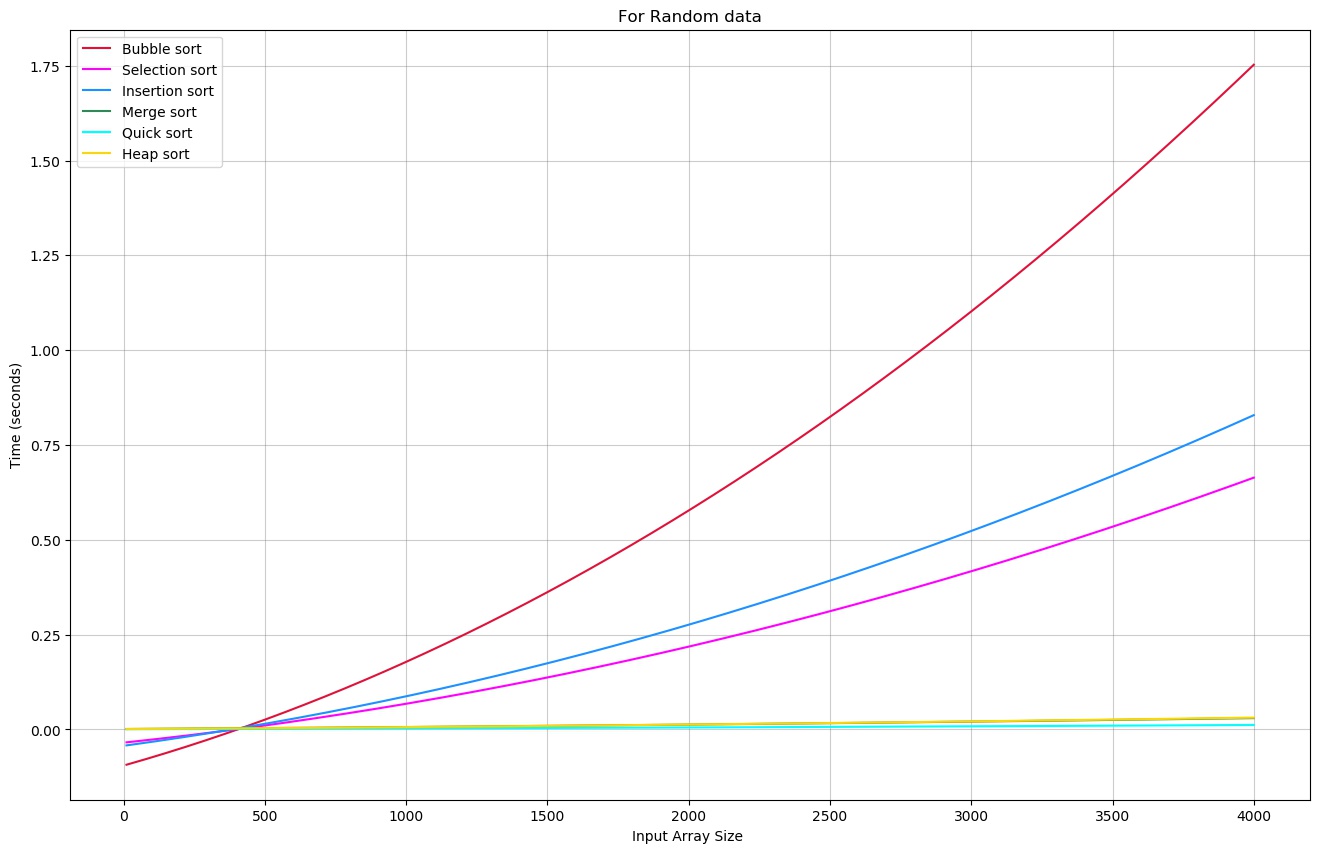 For Random data
Bubble sort
Selection sort
Insertion sort
Merge sort
Quick sort
Heap sort
1.75
1.50
1.25
1.00
0.75
0.50
0.25
0.00
Time (seconds)
0 500 1000 1500 2000 2500 3000 3500 4000
Input Array Size